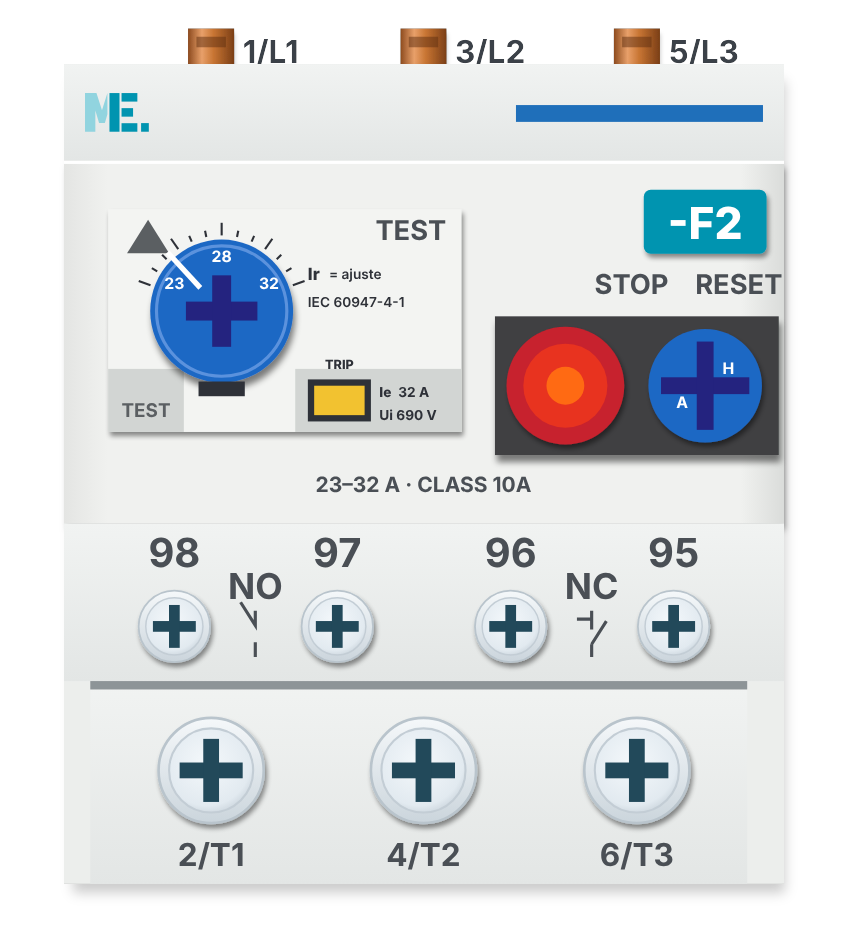 1/L1 3/L2 5/L3
ME.
-F2
TEST
STOP RESET
23 28 32
Ir = ajuste
IEC 60947-4-1
TRIP
TEST
Ie 32 A
Ui 690 V
H
A
23–32 A · CLASS 10A
98 97 96 95
NO NC
2/T1 4/T2 6/T3